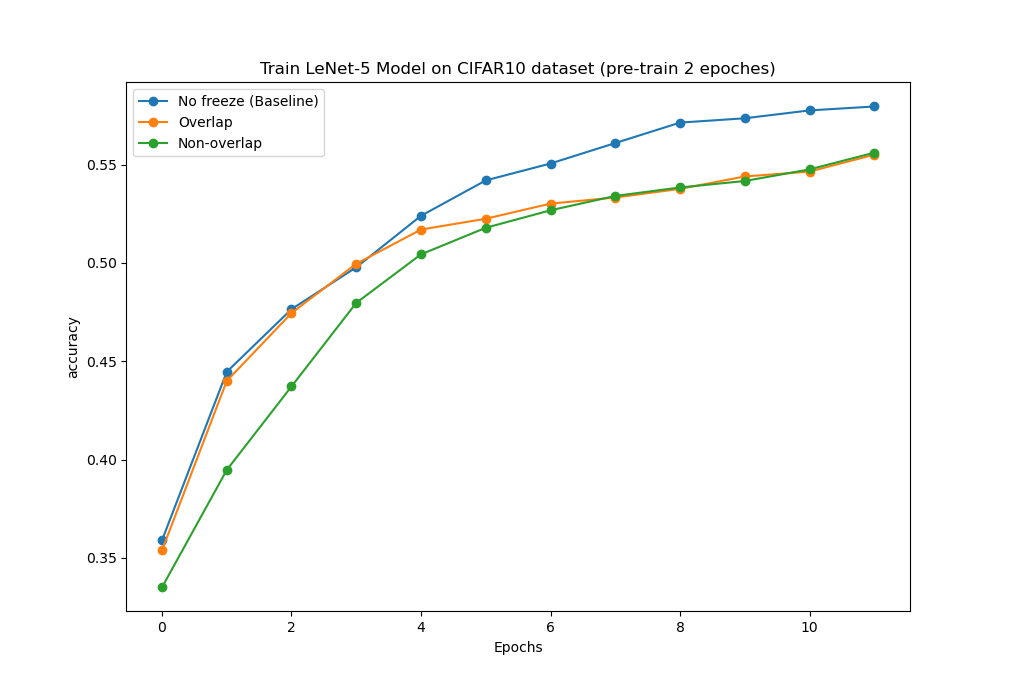 Train LeNet-5 Model on CIFAR10 dataset (pre-train 2 epoches)
No freeze (Baseline)
Overlap
Non-overlap
accuracy
0.55
0.50
0.45
0.40
0.35
0 2 4 6 8 10
Epochs